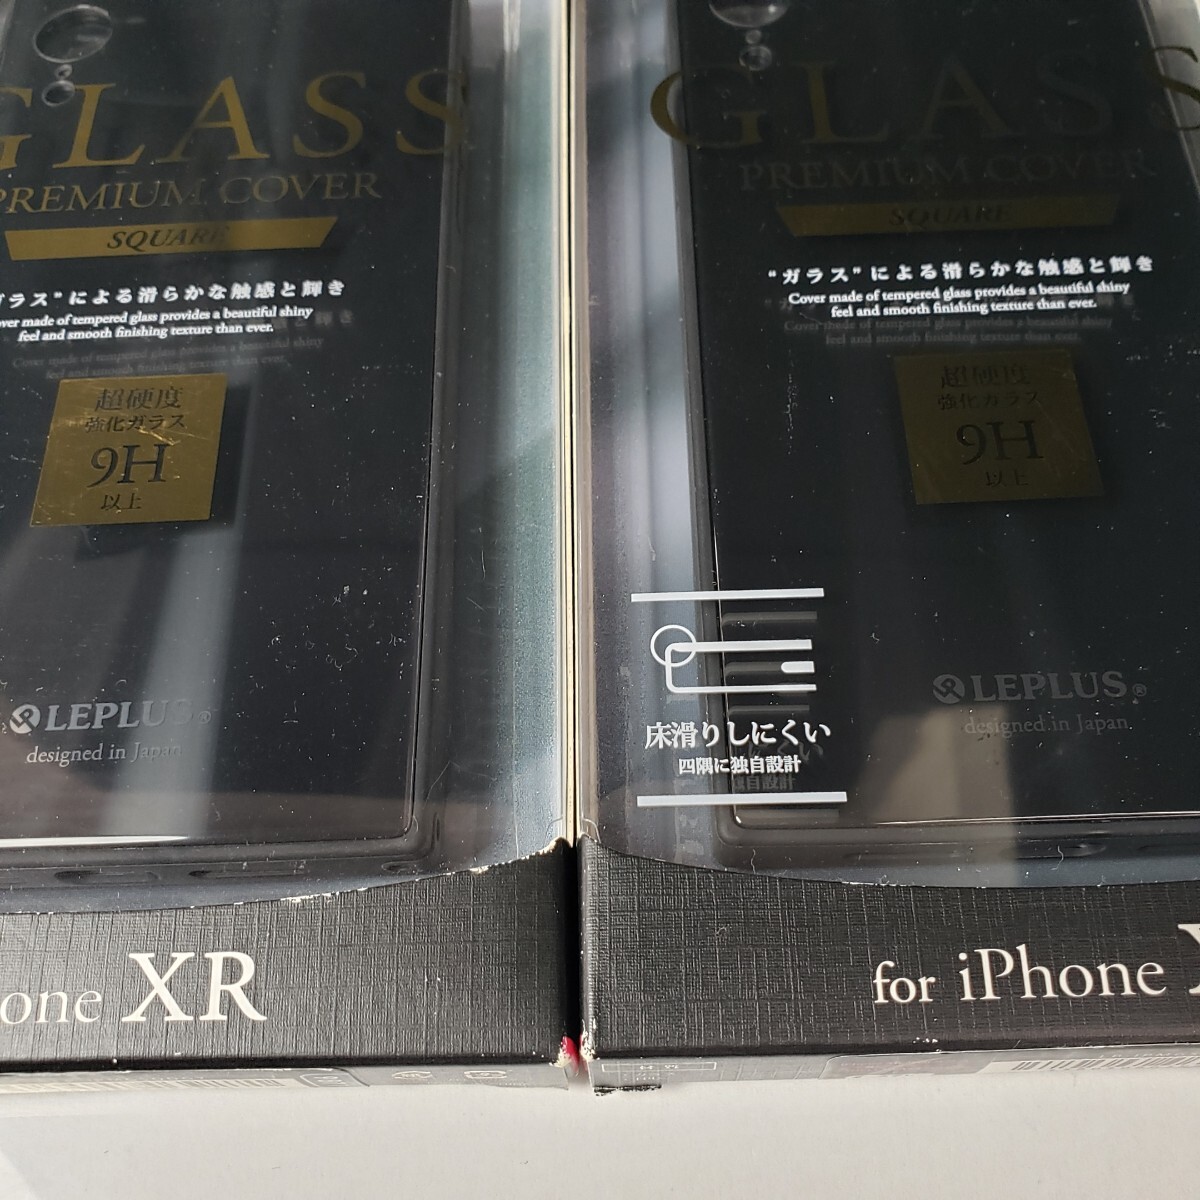 GLASS
PREMIUM COVER
SQUARE
ラス"による滑らかな触感と輝き
over made of tempered glass provides a beautiful shiny
feel and smooth finishing texture than ever.
超硬度
強化ガラス
9H
以上
LEPLUS®
designed in Japan
one XR
GLASS
PREMIUM COVER
SQUARE
"ガラス"による滑らかな触感と輝き
Cover made of tempered glass provides a beautiful shiny
feel and smooth finishing texture than ever.
超硬度
強化ガラス
9H
以上
床滑りしにくい
四隅に独自設計
LEPLUS®
designed in Japan
for iPhone X